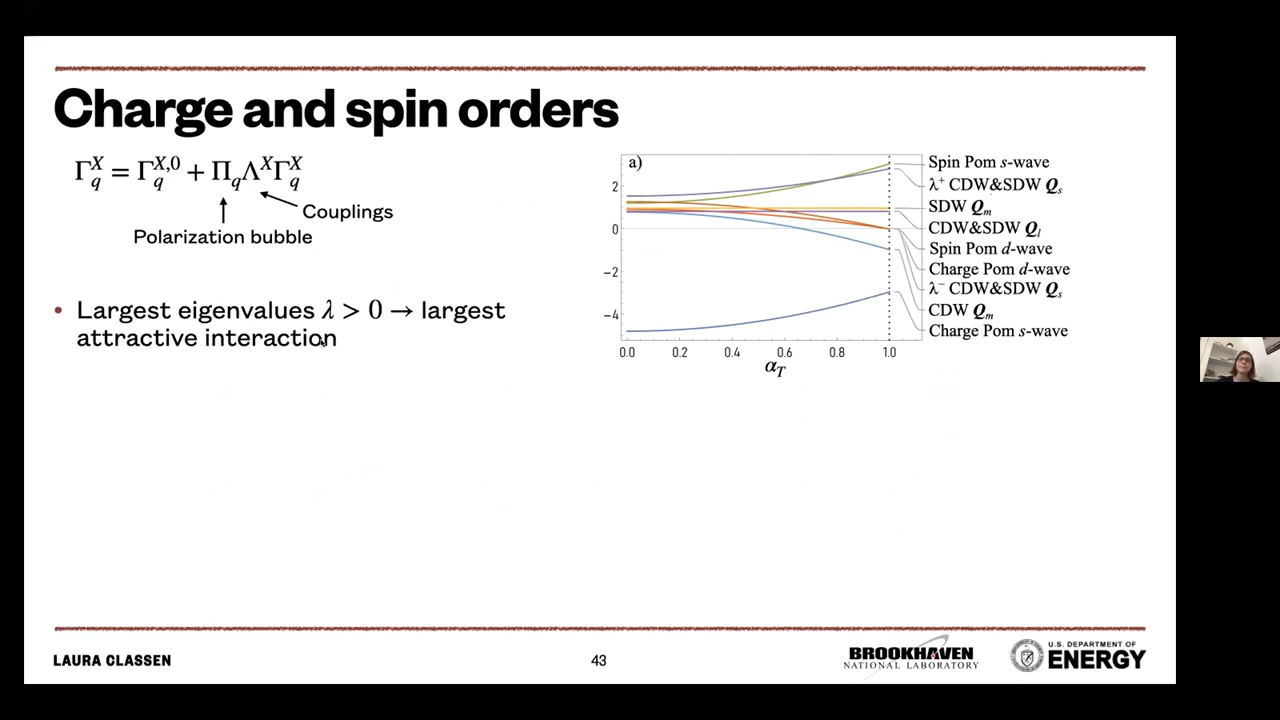 Charge and spin orders
Γ_q^X = Γ_q^{X,0} + Π_q Λ^X Γ_q^X
Couplings
Polarization bubble
• Largest eigenvalues λ > 0 → largest
attractive interaction
a)
2
0
−2
−4
0.0 0.2 0.4 0.6 0.8 1.0
α_T
Spin Pom s-wave
λ⁺ CDW&SDW Q_s
SDW Q_m
CDW&SDW Q_l
Spin Pom d-wave
Charge Pom d-wave
λ⁻ CDW&SDW Q_s
CDW Q_m
Charge Pom s-wave
LAURA CLASSEN
43
BROOKHAVEN
NATIONAL LABORATORY
U.S. DEPARTMENT OF
ENERGY